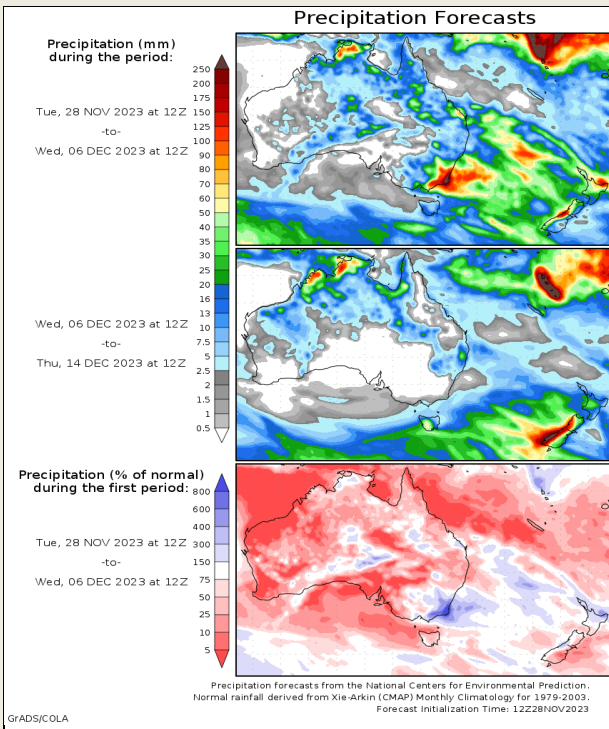 Precipitation Forecasts
Precipitation (mm)
during the period:
Tue, 28 NOV 2023 at 12Z
-to-
Wed, 06 DEC 2023 at 12Z
Wed, 06 DEC 2023 at 12Z
-to-
Thu, 14 DEC 2023 at 12Z
250
200
175
150
125
100
90
80
70
60
50
40
35
30
25
20
16
13
10
7.5
5
2.5
2
1.5
1
0.5
Precipitation (% of normal)
during the first period:
Tue, 28 NOV 2023 at 12Z
-to-
Wed, 06 DEC 2023 at 12Z
800
600
400
300
150
75
50
25
10
5
Precipitation forecasts from the National Centers for Environmental Prediction.
Normal rainfall derived from Xie-Arkin (CMAP) Monthly Climatology for 1979-2003.
Forecast Initialization Time: 12Z28NOV2023
GrADS/COLA